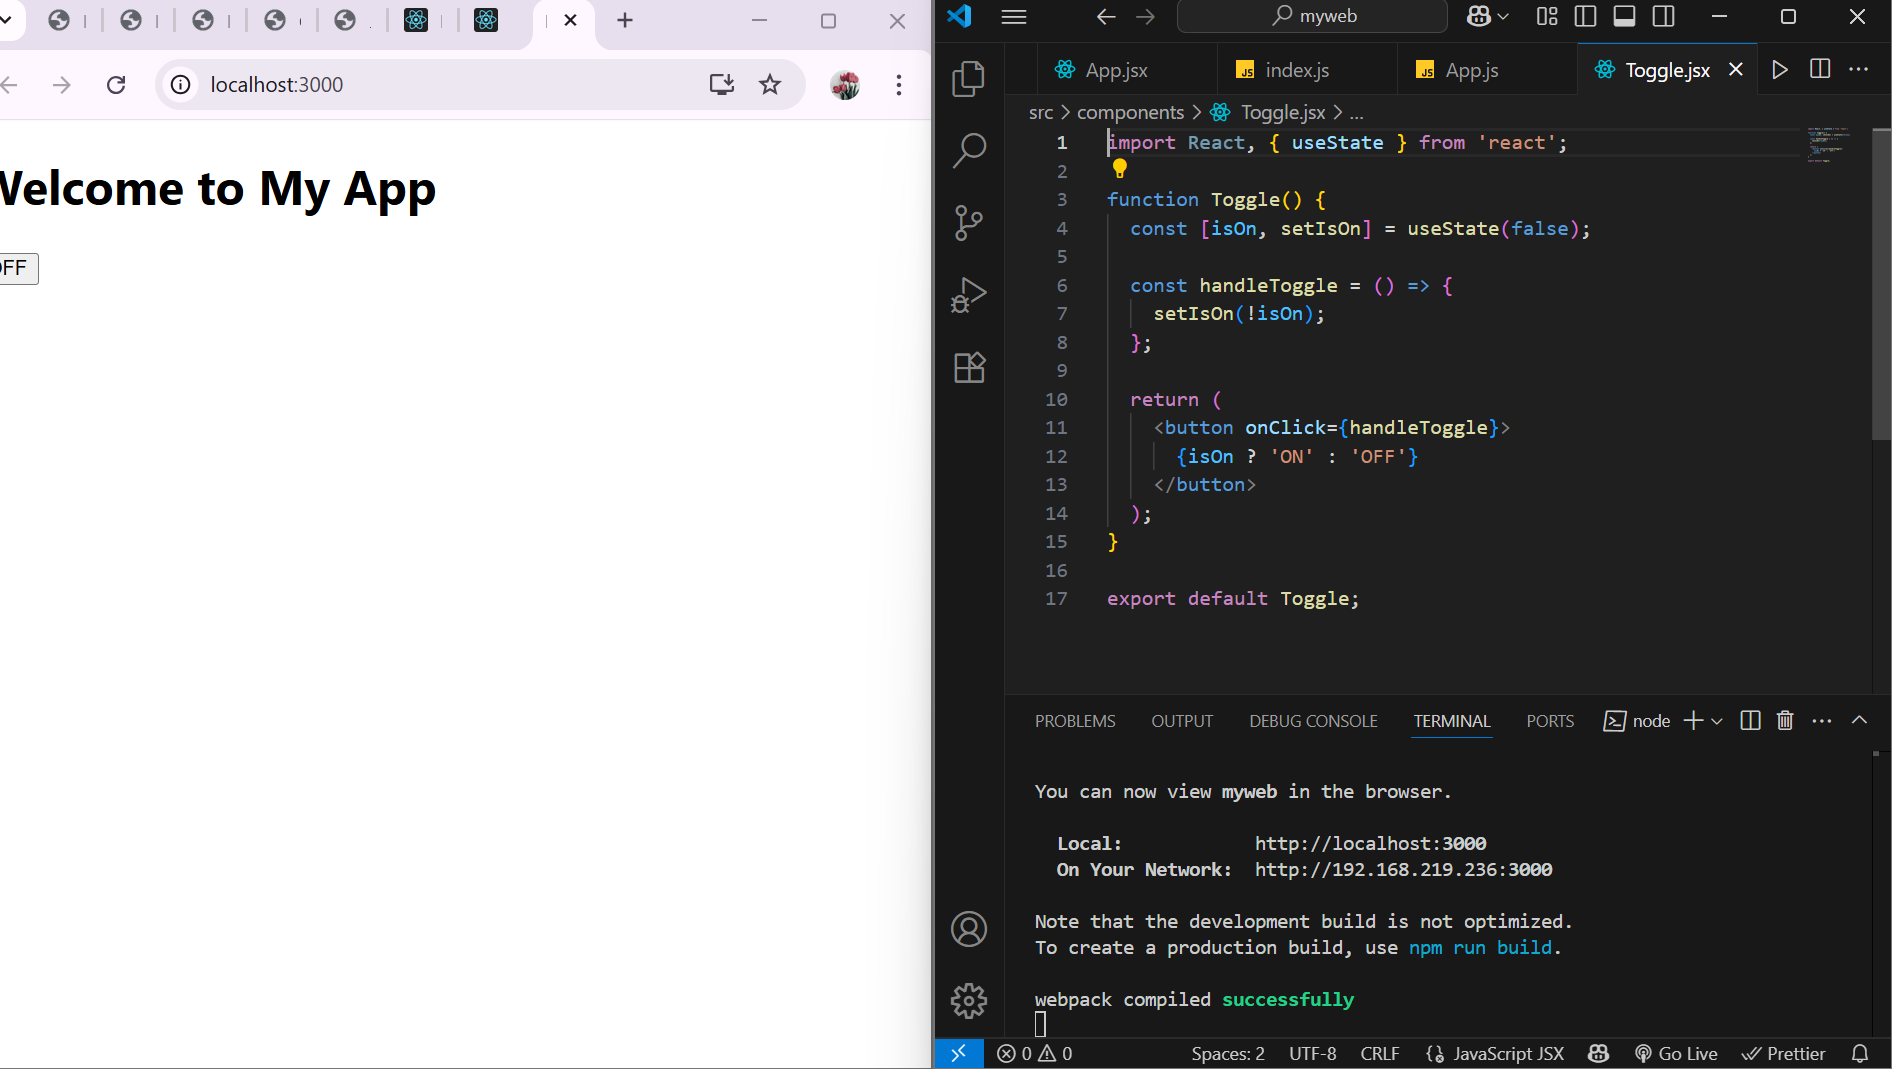 localhost:3000
Welcome to My App
OFF
myweb
App.jsx
index.js
App.js
Toggle.jsx
src > components > Toggle.jsx > ...
1 import React, { useState } from 'react';
2
3 function Toggle() {
4 const [isOn, setIsOn] = useState(false);
5
6 const handleToggle = () => {
7 setIsOn(!isOn);
8 };
9
10 return (
11 <button onClick={handleToggle}>
12 {isOn ? 'ON' : 'OFF'}
13 </button>
14 );
15 }
16
17 export default Toggle;
PROBLEMS OUTPUT DEBUG CONSOLE TERMINAL PORTS node
You can now view myweb in the browser.
Local: http://localhost:3000
On Your Network: http://192.168.219.236:3000
Note that the development build is not optimized.
To create a production build, use npm run build.
webpack compiled successfully
0 0 Spaces: 2 UTF-8 CRLF JavaScript JSX Go Live Prettier